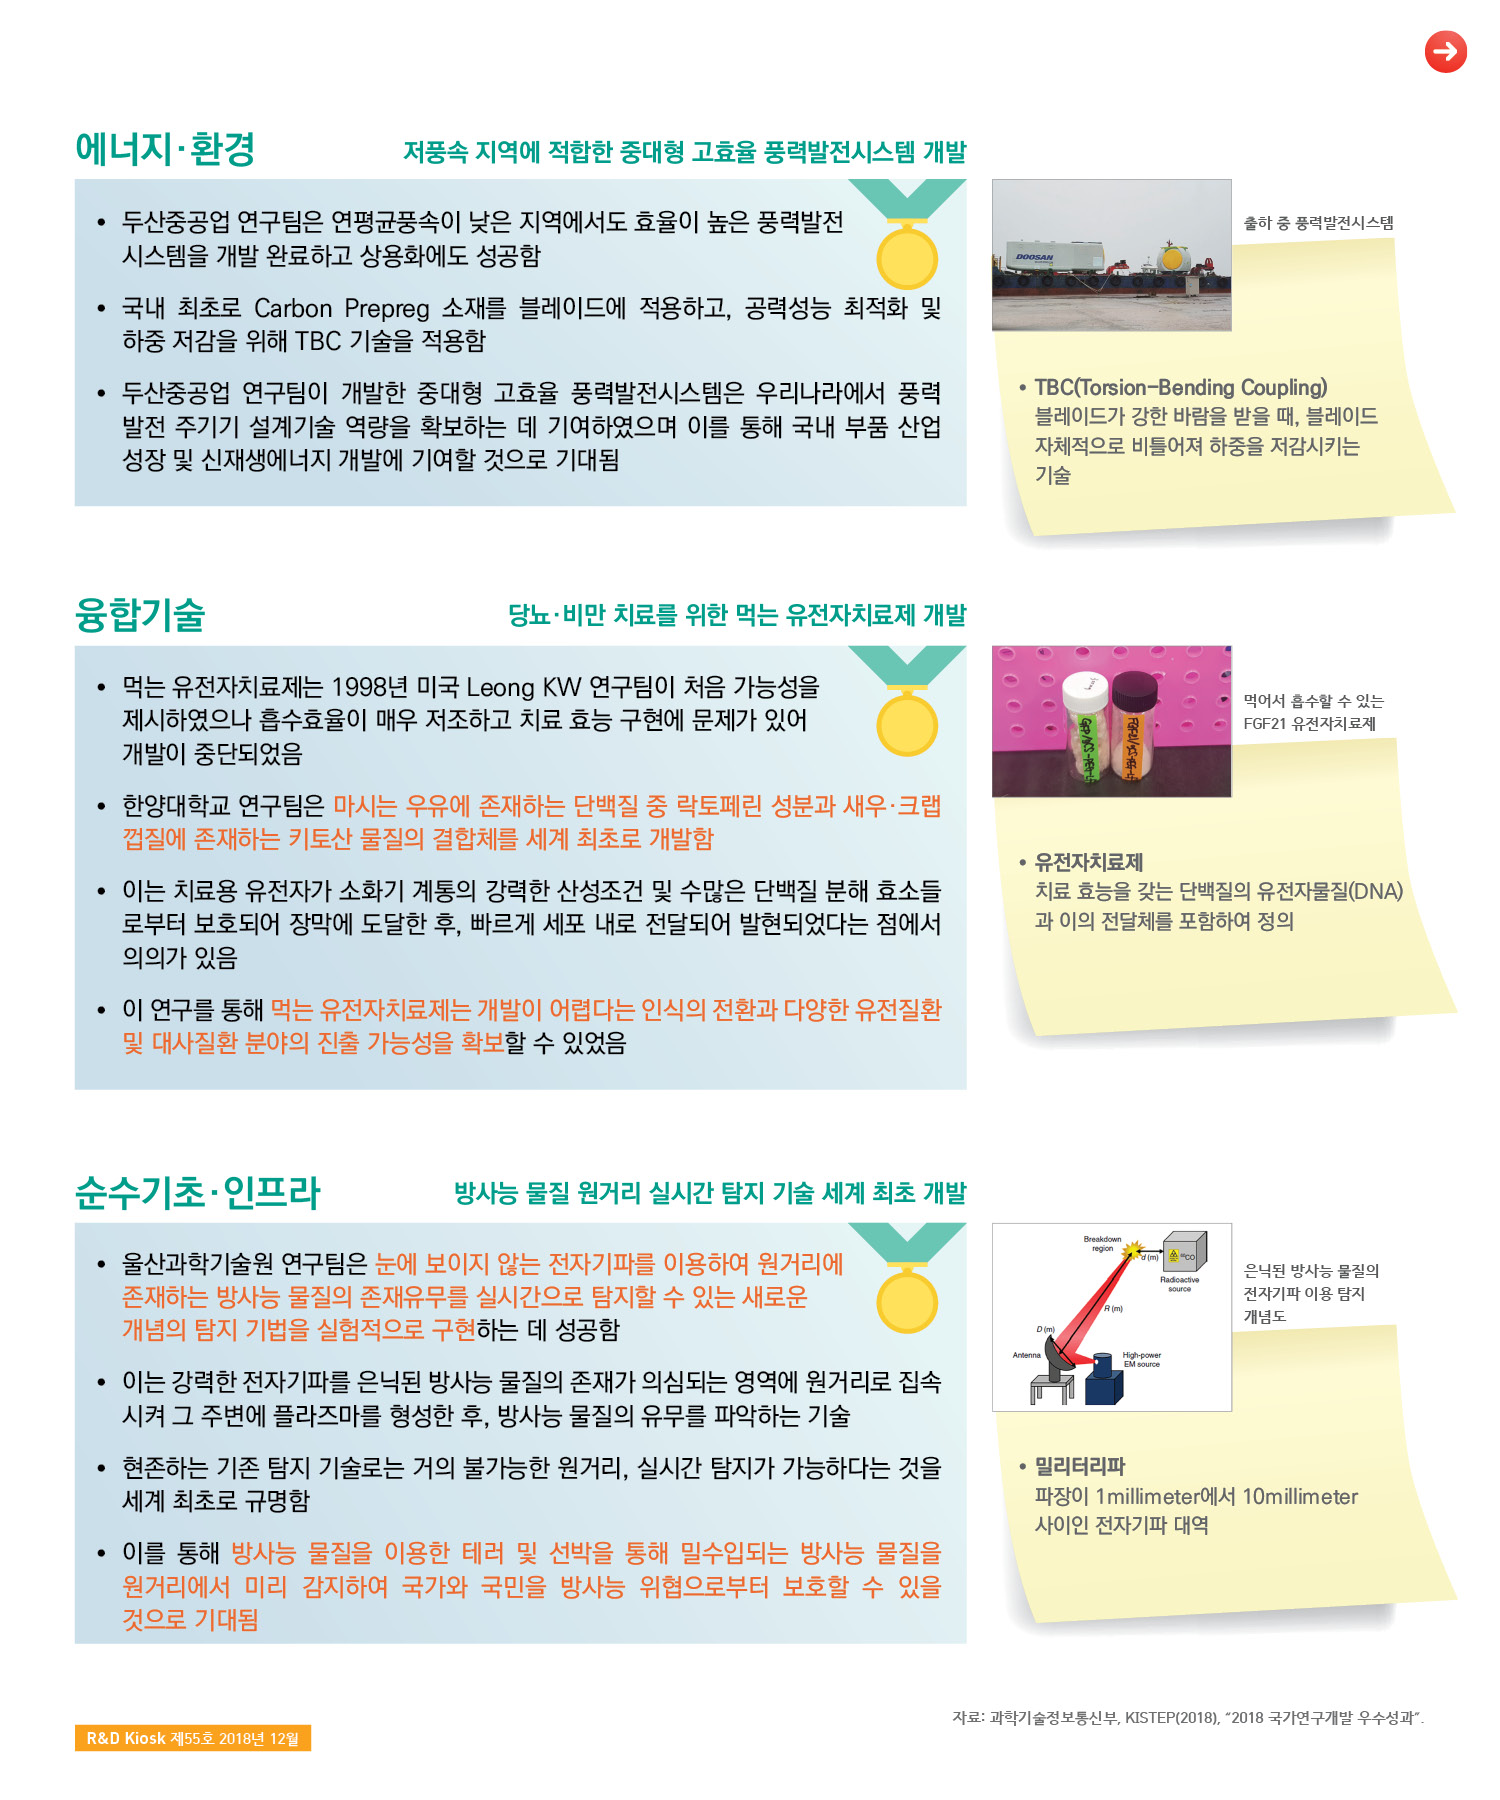 에너지·환경
저풍속 지역에 적합한 중대형 고효율 풍력발전시스템 개발
• 두산중공업 연구팀은 연평균풍속이 낮은 지역에서도 효율이 높은 풍력발전
시스템을 개발 완료하고 상용화에도 성공함
• 국내 최초로 Carbon Prepreg 소재를 블레이드에 적용하고, 공력성능 최적화 및
하중 저감을 위해 TBC 기술을 적용함
• 두산중공업 연구팀이 개발한 중대형 고효율 풍력발전시스템은 우리나라에서 풍력
발전 주기기 설계기술 역량을 확보하는 데 기여하였으며 이를 통해 국내 부품 산업
성장 및 신재생에너지 개발에 기여할 것으로 기대됨
DOOSAN
출하 중 풍력발전시스템
• TBC(Torsion-Bending Coupling)
블레이드가 강한 바람을 받을 때, 블레이드
자체적으로 비틀어져 하중을 저감시키는
기술
융합기술
당뇨·비만 치료를 위한 먹는 유전자치료제 개발
• 먹는 유전자치료제는 1998년 미국 Leong KW 연구팀이 처음 가능성을
제시하였으나 흡수효율이 매우 저조하고 치료 효능 구현에 문제가 있어
개발이 중단되었음
• 한양대학교 연구팀은 마시는 우유에 존재하는 단백질 중 락토페린 성분과 새우·크랩
껍질에 존재하는 키토산 물질의 결합체를 세계 최초로 개발함
• 이는 치료용 유전자가 소화기 계통의 강력한 산성조건 및 수많은 단백질 분해 효소들
로부터 보호되어 장막에 도달한 후, 빠르게 세포 내로 전달되어 발현되었다는 점에서
의의가 있음
• 이 연구를 통해 먹는 유전자치료제는 개발이 어렵다는 인식의 전환과 다양한 유전질환
및 대사질환 분야의 진출 가능성을 확보할 수 있었음
먹어서 흡수할 수 있는
FGF21 유전자치료제
• 유전자치료제
치료 효능을 갖는 단백질의 유전자물질(DNA)
과 이의 전달체를 포함하여 정의
순수기초·인프라
방사능 물질 원거리 실시간 탐지 기술 세계 최초 개발
• 울산과학기술원 연구팀은 눈에 보이지 않는 전자기파를 이용하여 원거리에
존재하는 방사능 물질의 존재유무를 실시간으로 탐지할 수 있는 새로운
개념의 탐지 기법을 실험적으로 구현하는 데 성공함
• 이는 강력한 전자기파를 은닉된 방사능 물질의 존재가 의심되는 영역에 원거리로 집속
시켜 그 주변에 플라즈마를 형성한 후, 방사능 물질의 유무를 파악하는 기술
• 현존하는 기존 탐지 기술로는 거의 불가능한 원거리, 실시간 탐지가 가능하다는 것을
세계 최초로 규명함
• 이를 통해 방사능 물질을 이용한 테러 및 선박을 통해 밀수입되는 방사능 물질을
원거리에서 미리 감지하여 국가와 국민을 방사능 위협으로부터 보호할 수 있을
것으로 기대됨
Breakdown
region
d (m)
⁶⁰CO
Radioactive
source
R (m)
D (m)
Antenna
High-power
EM source
은닉된 방사능 물질의
전자기파 이용 탐지
개념도
• 밀리터리파
파장이 1millimeter에서 10millimeter
사이인 전자기파 대역
자료: 과학기술정보통신부, KISTEP(2018), “2018 국가연구개발 우수성과”.
R&D Kiosk 제55호 2018년 12월